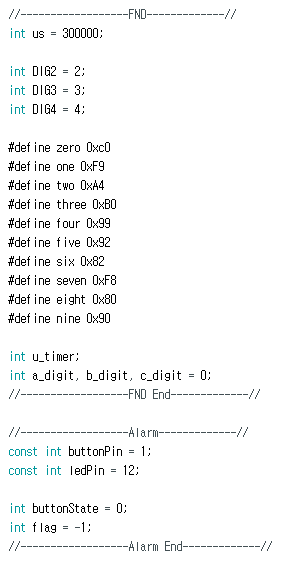 //------------------FND-------------//
int us = 300000;
int DIG2 = 2;
int DIG3 = 3;
int DIG4 = 4;
#define zero 0xc0
#define one 0xF9
#define two 0xA4
#define three 0xB0
#define four 0x99
#define five 0x92
#define six 0x82
#define seven 0xF8
#define eight 0x80
#define nine 0x90
int u_timer;
int a_digit, b_digit, c_digit = 0;
//------------------FND End-------------//
//------------------Alarm-------------//
const int buttonPin = 1;
const int ledPin = 12;
int buttonState = 0;
int flag = -1;
//------------------Alarm End-------------//